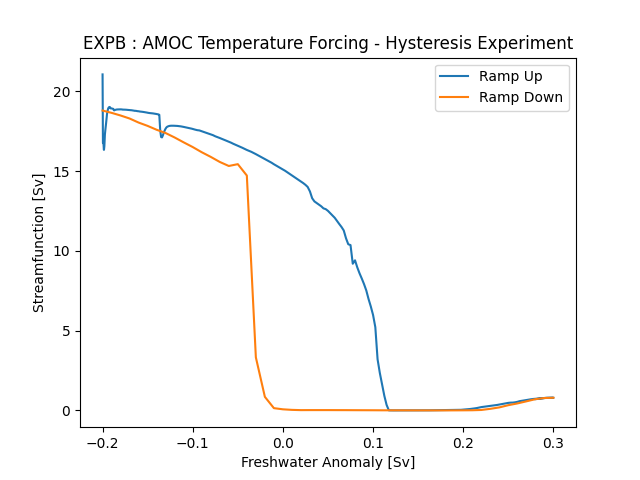 EXPB : AMOC Temperature Forcing - Hysteresis Experiment
Ramp Up
Ramp Down
Streamfunction [Sv]
20
15
10
5
0
−0.2
−0.1
0.0
0.1
0.2
0.3
Freshwater Anomaly [Sv]